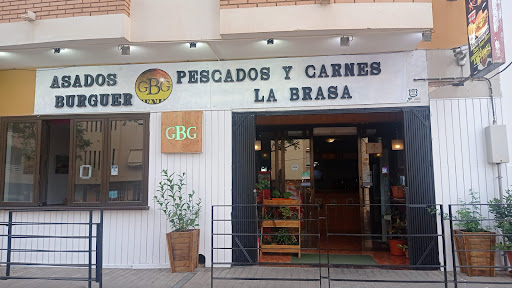 ASADOS
BURGUER
GBG
PESCADOS Y CARNES
LA BRASA
GBG